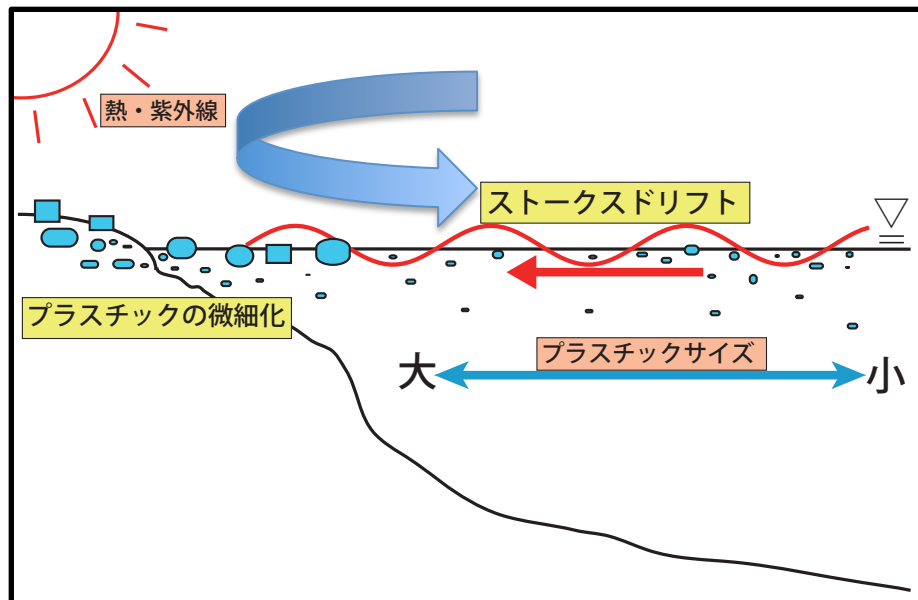 熱・紫外線
ストークスドリフト
プラスチックの微細化
プラスチックサイズ
大
小